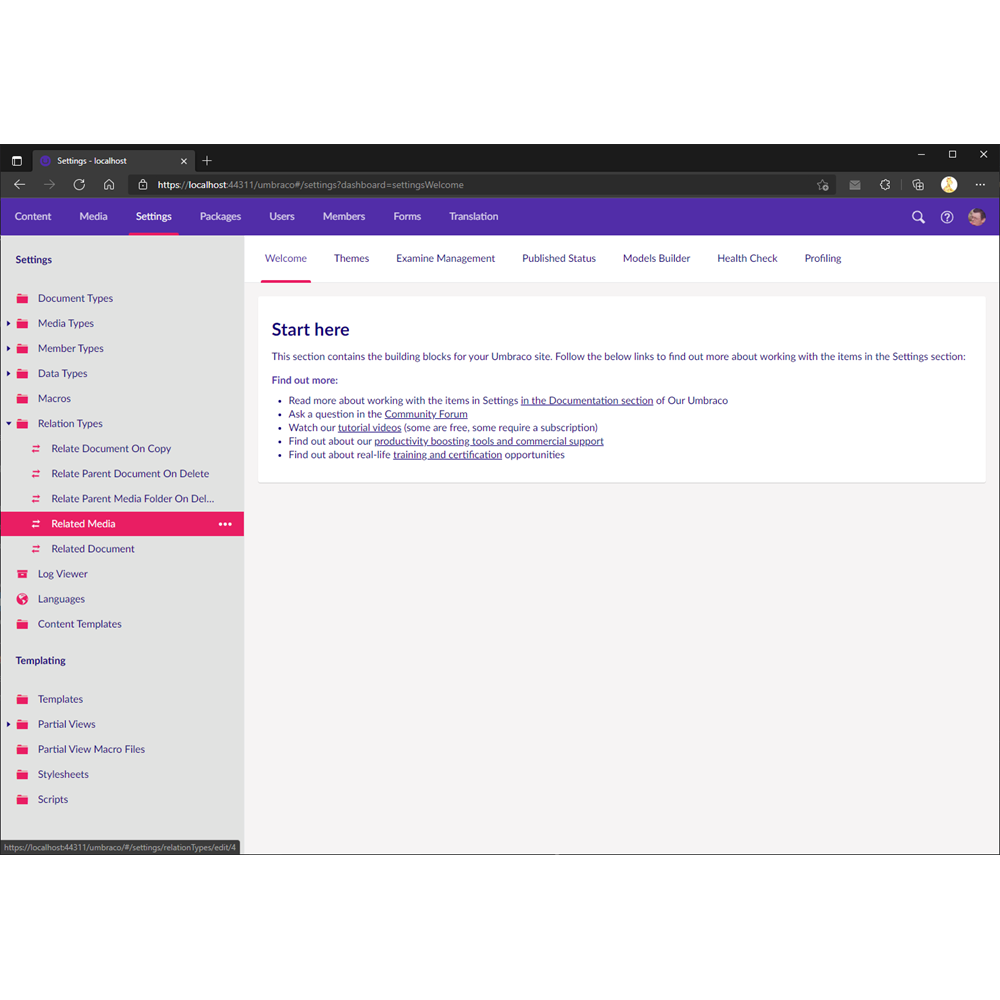 Settings - localhost
https://localhost:44311/umbraco#/settings?dashboard=settingsWelcome
Content Media Settings Packages Users Members Forms Translation
Settings
Document Types
Media Types
Member Types
Data Types
Macros
Relation Types
Relate Document On Copy
Relate Parent Document On Delete
Relate Parent Media Folder On Del...
Related Media
Related Document
Log Viewer
Languages
Content Templates
Templating
Templates
Partial Views
Partial View Macro Files
Stylesheets
Scripts
Welcome Themes Examine Management Published Status Models Builder Health Check Profiling
Start here
This section contains the building blocks for your Umbraco site. Follow the below links to find out more about working with the items in the Settings section:
Find out more:
• Read more about working with the items in Settings in the Documentation section of Our Umbraco
• Ask a question in the Community Forum
• Watch our tutorial videos (some are free, some require a subscription)
• Find out about our productivity boosting tools and commercial support
• Find out about real-life training and certification opportunities
https://localhost:44311/umbraco/#/settings/relationTypes/edit/4